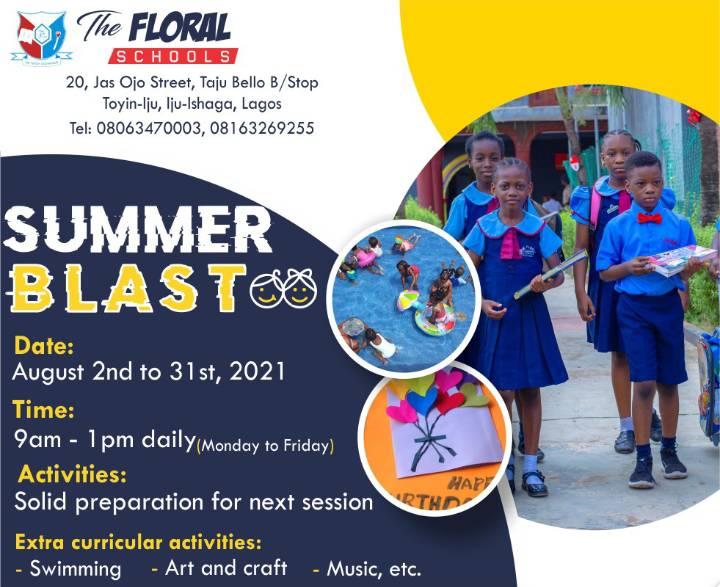 The FLORAL
SCHOOLS
20, Jas Ojo Street, Taju Bello B/Stop
Toyin-Iju, Iju-Ishaga, Lagos
Tel: 08063470003, 08163269255
SUMMER
BLAST
Date:
August 2nd to 31st, 2021
Time:
9am - 1pm daily(Monday to Friday)
Activities:
Solid preparation for next session
Extra curricular activities:
- Swimming - Art and craft - Music, etc.
HAPP
IRTHD